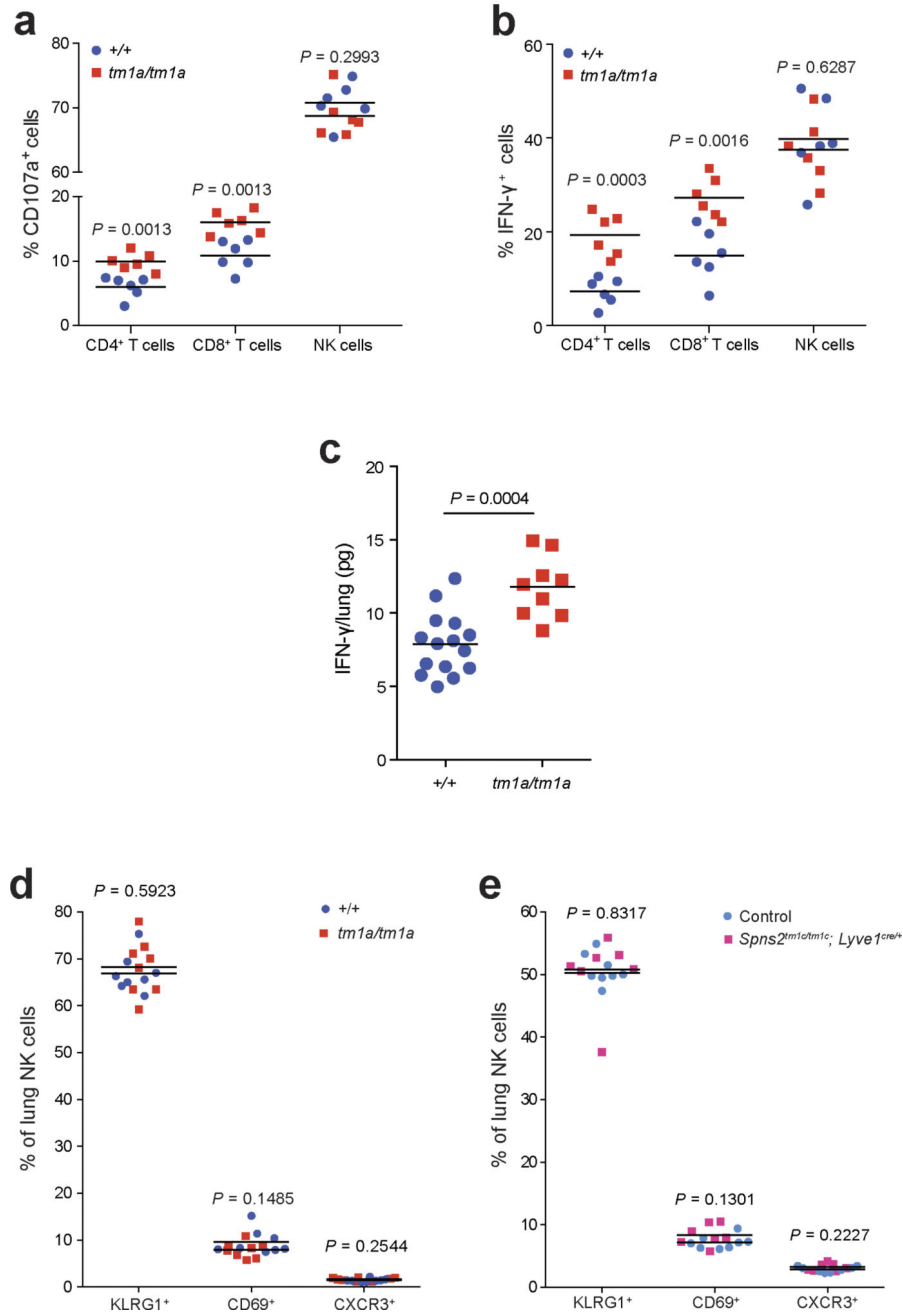 a
+/+
tm1a/tm1a
P = 0.2993
P = 0.0013
P = 0.0013
% CD107a⁺ cells
80
70
60
20
10
0
CD4⁺ T cells
CD8⁺ T cells
NK cells
b
+/+
tm1a/tm1a
P = 0.6287
P = 0.0016
P = 0.0003
% IFN-γ⁺ cells
60
40
20
0
CD4⁺ T cells
CD8⁺ T cells
NK cells
c
P = 0.0004
IFN-γ/lung (pg)
20
15
10
5
0
+/+
tm1a/tm1a
d
P = 0.5923
+/+
tm1a/tm1a
P = 0.1485
P = 0.2544
% of lung NK cells
80
70
60
50
40
30
20
10
0
KLRG1⁺
CD69⁺
CXCR3⁺
e
P = 0.8317
Control
Spns2ᵗᵐ¹ᶜ/ᵗᵐ¹ᶜ; Lyve1ᶜʳᵉ/⁺
P = 0.1301
P = 0.2227
% of lung NK cells
60
50
40
30
20
10
0
KLRG1⁺
CD69⁺
CXCR3⁺